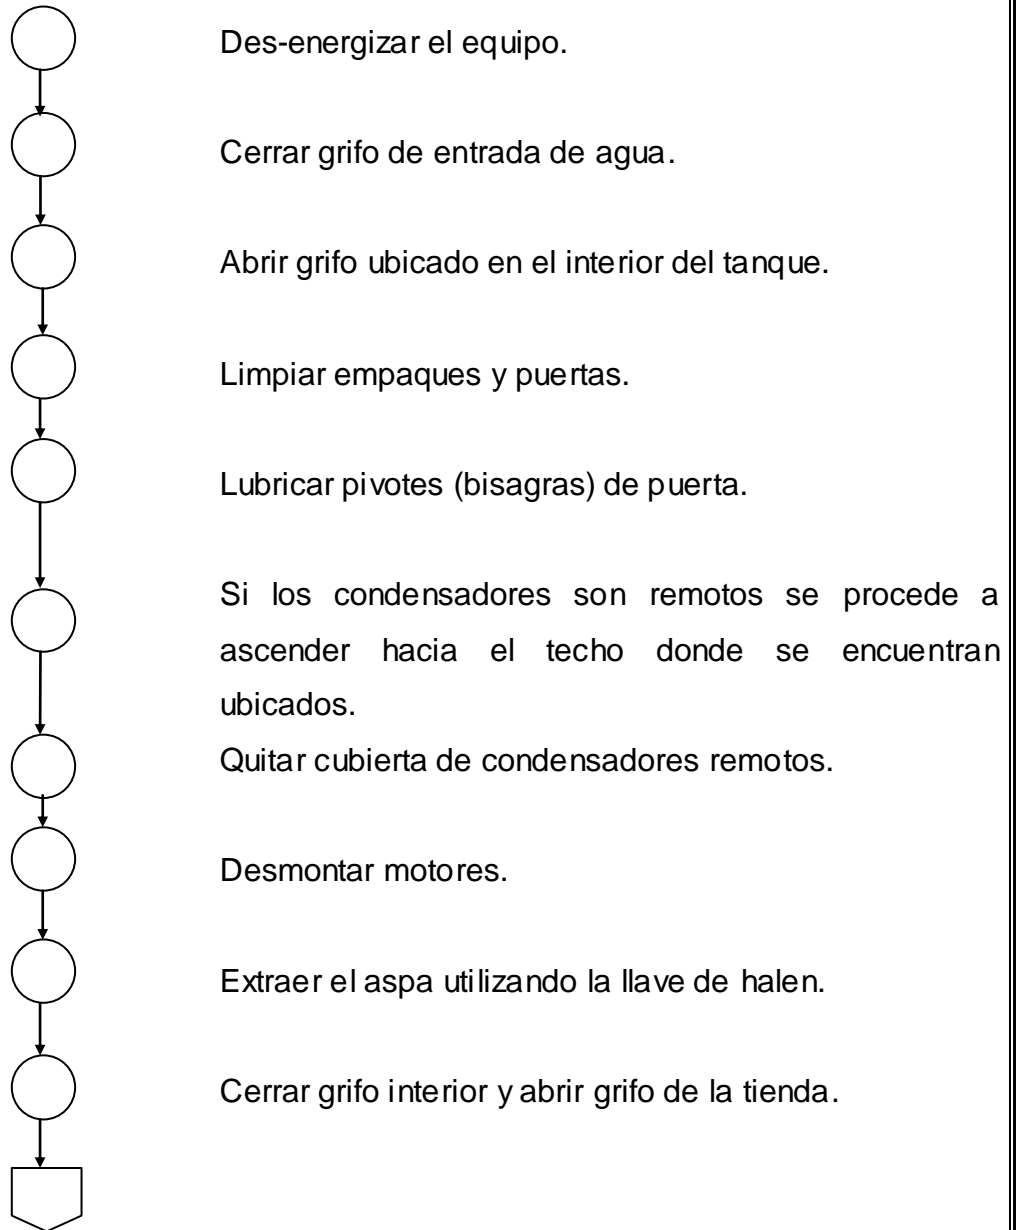 Des-energizar el equipo.
Cerrar grifo de entrada de agua.
Abrir grifo ubicado en el interior del tanque.
Limpiar empaques y puertas.
Lubricar pivotes (bisagras) de puerta.
Si los condensadores son remotos se procede a
ascender hacia el techo donde se encuentran
ubicados.
Quitar cubierta de condensadores remotos.
Desmontar motores.
Extraer el aspa utilizando la llave de halen.
Cerrar grifo interior y abrir grifo de la tienda.